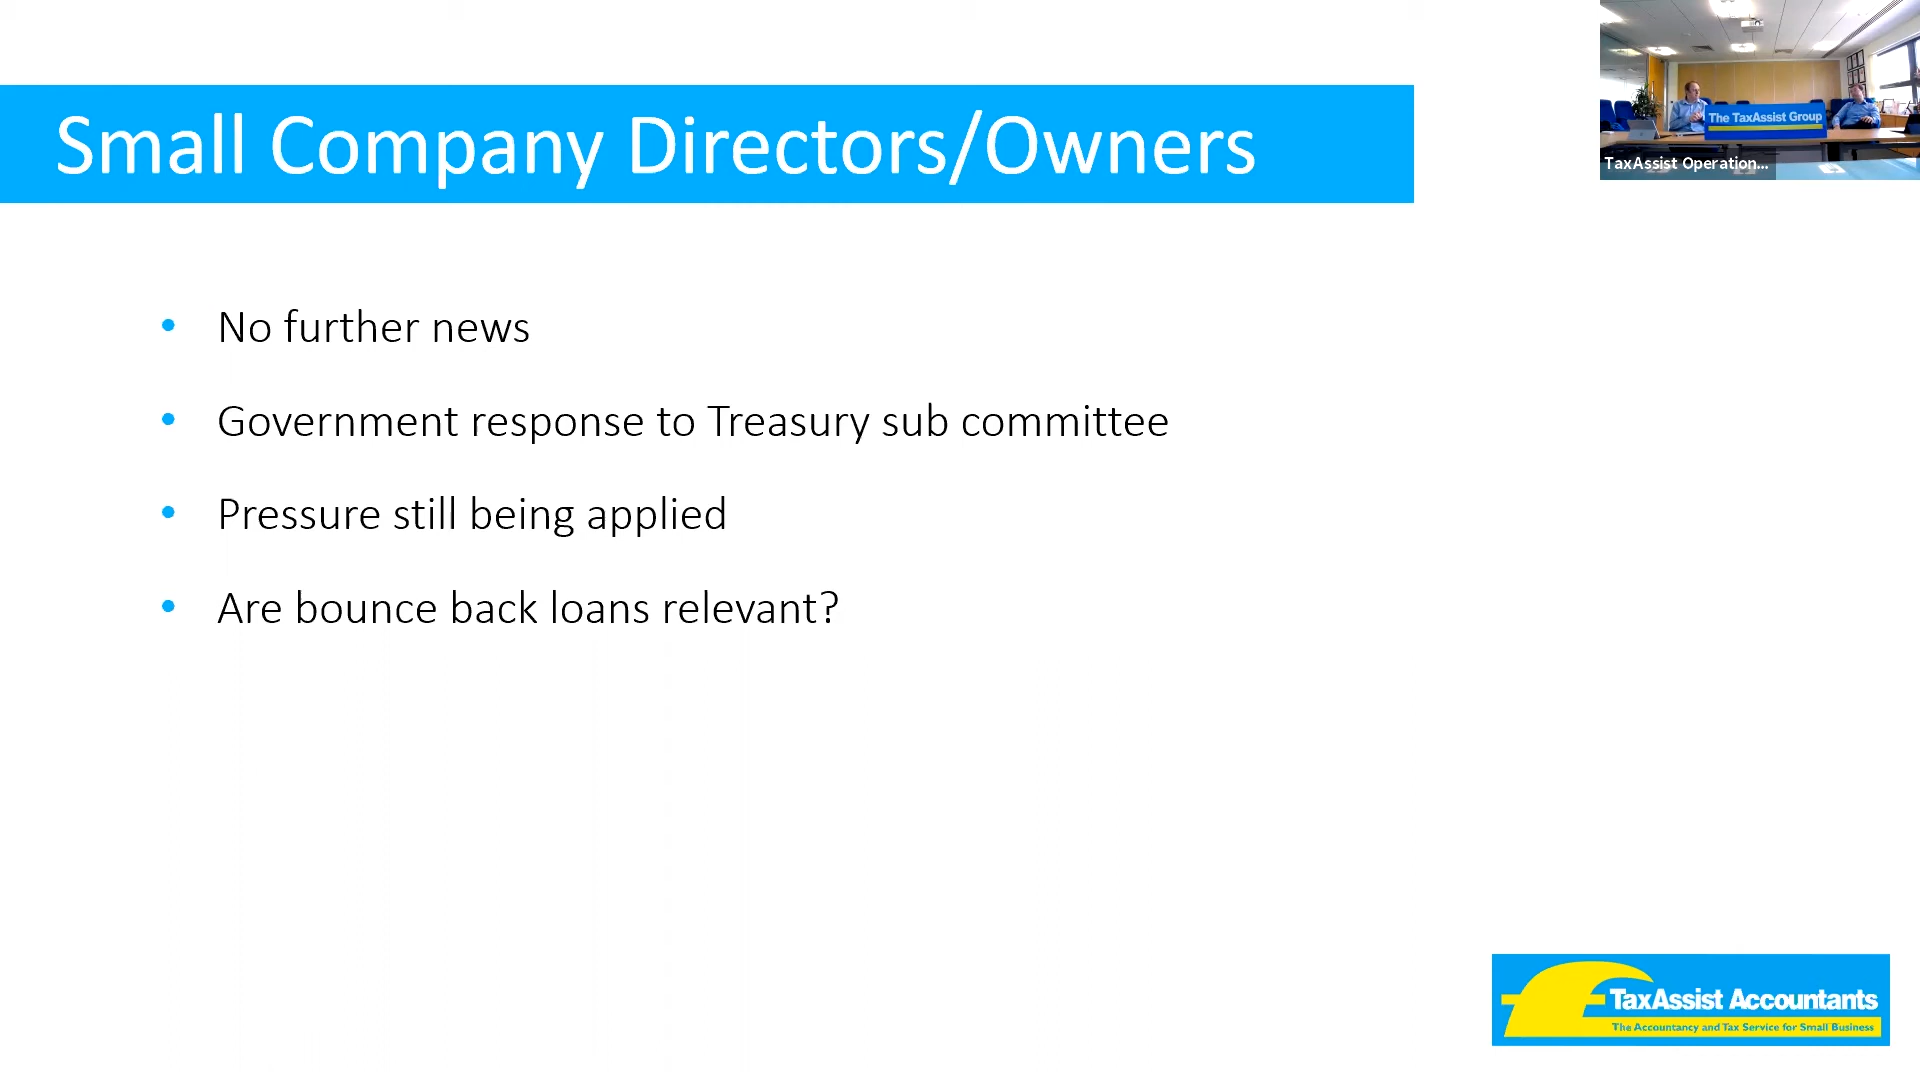 Small Company Directors/Owners
The TaxAssist Group
TaxAssist Operation...
• No further news
• Government response to Treasury sub committee
• Pressure still being applied
• Are bounce back loans relevant?
TaxAssist Accountants
The Accountancy and Tax Service for Small Business